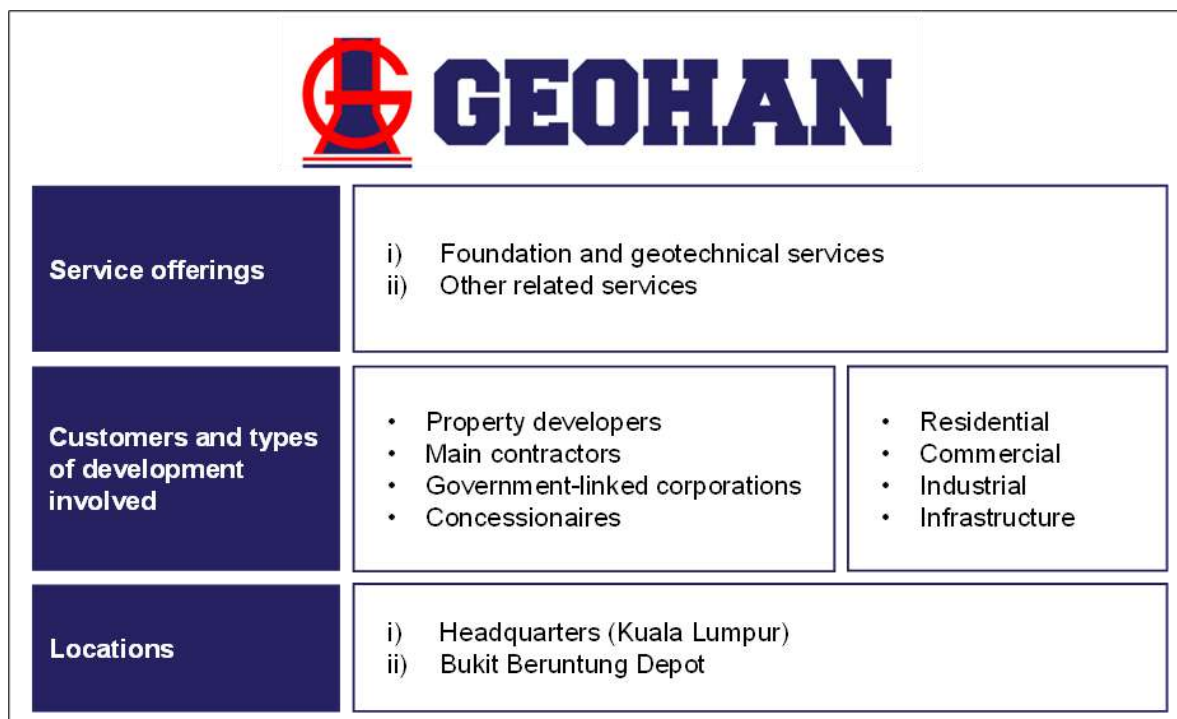 GEOHAN
Service offerings
i) Foundation and geotechnical services
ii) Other related services
Customers and types
of development
involved
• Property developers
• Main contractors
• Government-linked corporations
• Concessionaires
• Residential
• Commercial
• Industrial
• Infrastructure
Locations
i) Headquarters (Kuala Lumpur)
ii) Bukit Beruntung Depot